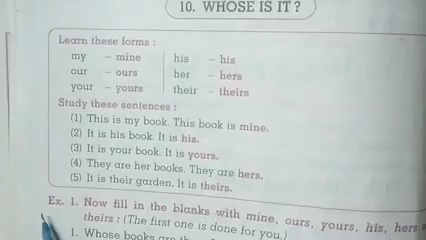 10. WHOSE IS IT?
Learn these forms :
my – mine his – his
our – ours her – hers
your – yours their – theirs
Study these sentences :
(1) This is my book. This book is mine.
(2) It is his book. It is his.
(3) It is your book. It is yours.
(4) They are her books. They are hers.
(5) It is their garden. It is theirs.
Ex. 1. Now fill in the blanks with mine, ours, yours, his, hers
theirs : (The first one is done for you.)
1. Whose books are